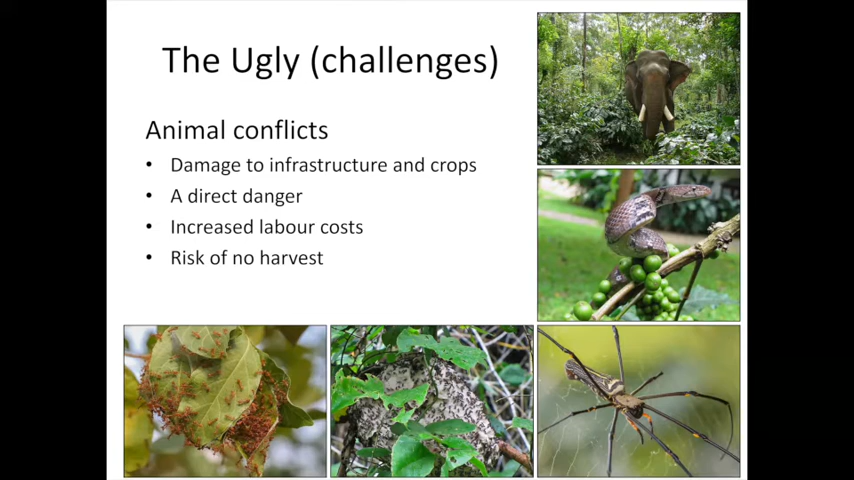 The Ugly (challenges)
Animal conflicts
• Damage to infrastructure and crops
• A direct danger
• Increased labour costs
• Risk of no harvest